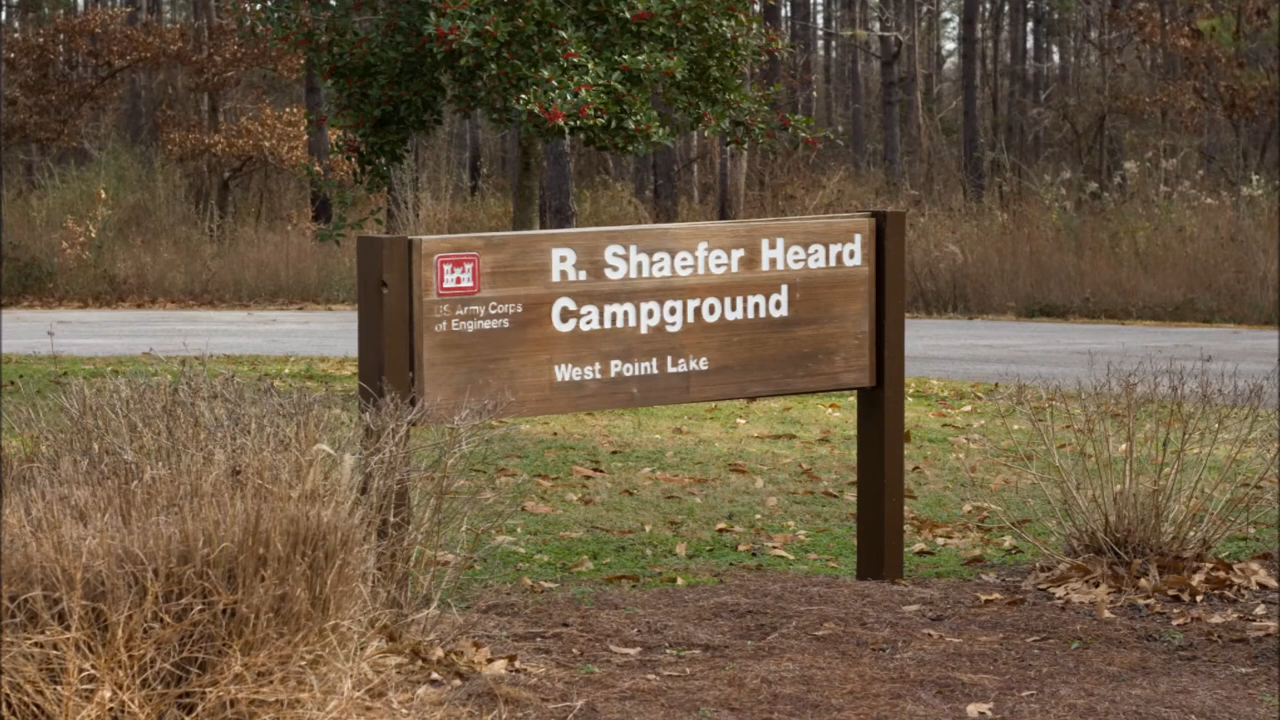 US Army Corps
of Engineers
R. Shaefer Heard
Campground
West Point Lake